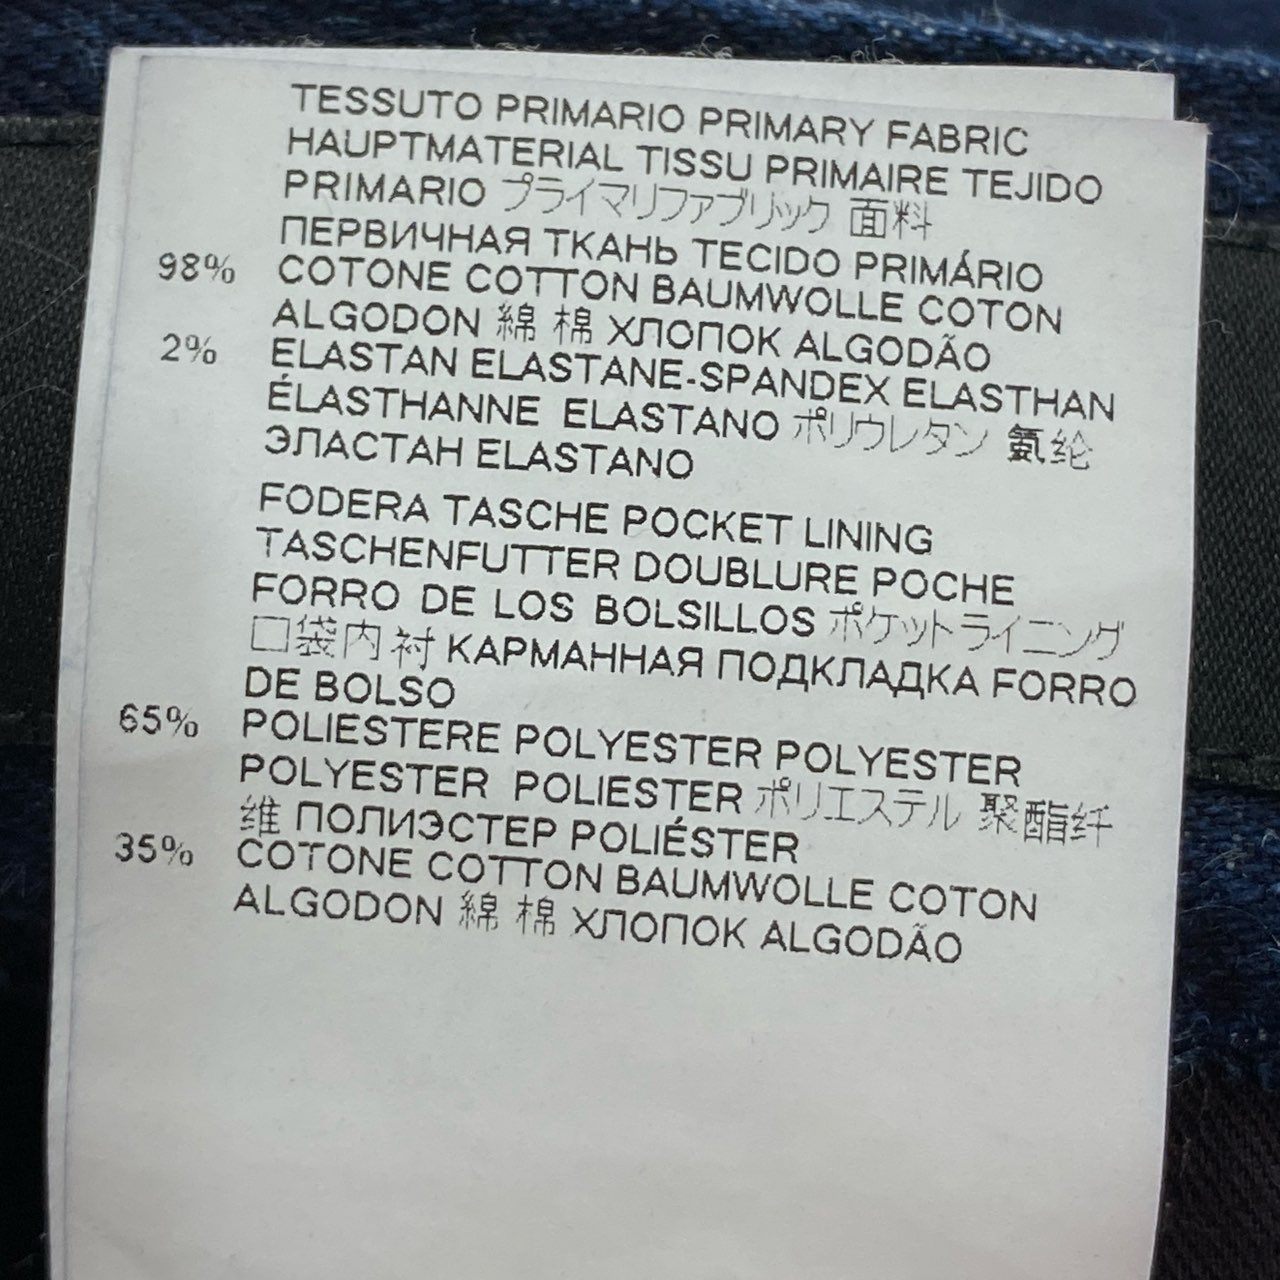 TESSUTO PRIMARIO PRIMARY FABRIC
HAUPTMATERIAL TISSU PRIMAIRE TEJIDO
PRIMARIO プライマリファブリック 面料
ПЕРВИЧНАЯ ТКАНЬ TECIDO PRIMÁRIO
98% COTONE COTTON BAUMWOLLE COTON
ALGODON 綿 棉 ХЛОПОК ALGODÃO
2% ELASTAN ELASTANE-SPANDEX ELASTHAN
ÉLASTHANNE ELASTANO ポリウレタン 氨纶
ЭЛАСТАН ELASTANO
FODERA TASCHE POCKET LINING
TASCHENFUTTER DOUBLURE POCHE
FORRO DE LOS BOLSILLOS ポケットライニング
口袋内衬 КАРМАННАЯ ПОДКЛАДКА FORRO
DE BOLSO
65% POLIESTERE POLYESTER POLYESTER
POLYESTER POLIESTER ポリエステル 聚酯纤
维 ПОЛИЭСТЕР POLIÉSTER
35% COTONE COTTON BAUMWOLLE COTON
ALGODON 綿 棉 ХЛОПОК ALGODÃO